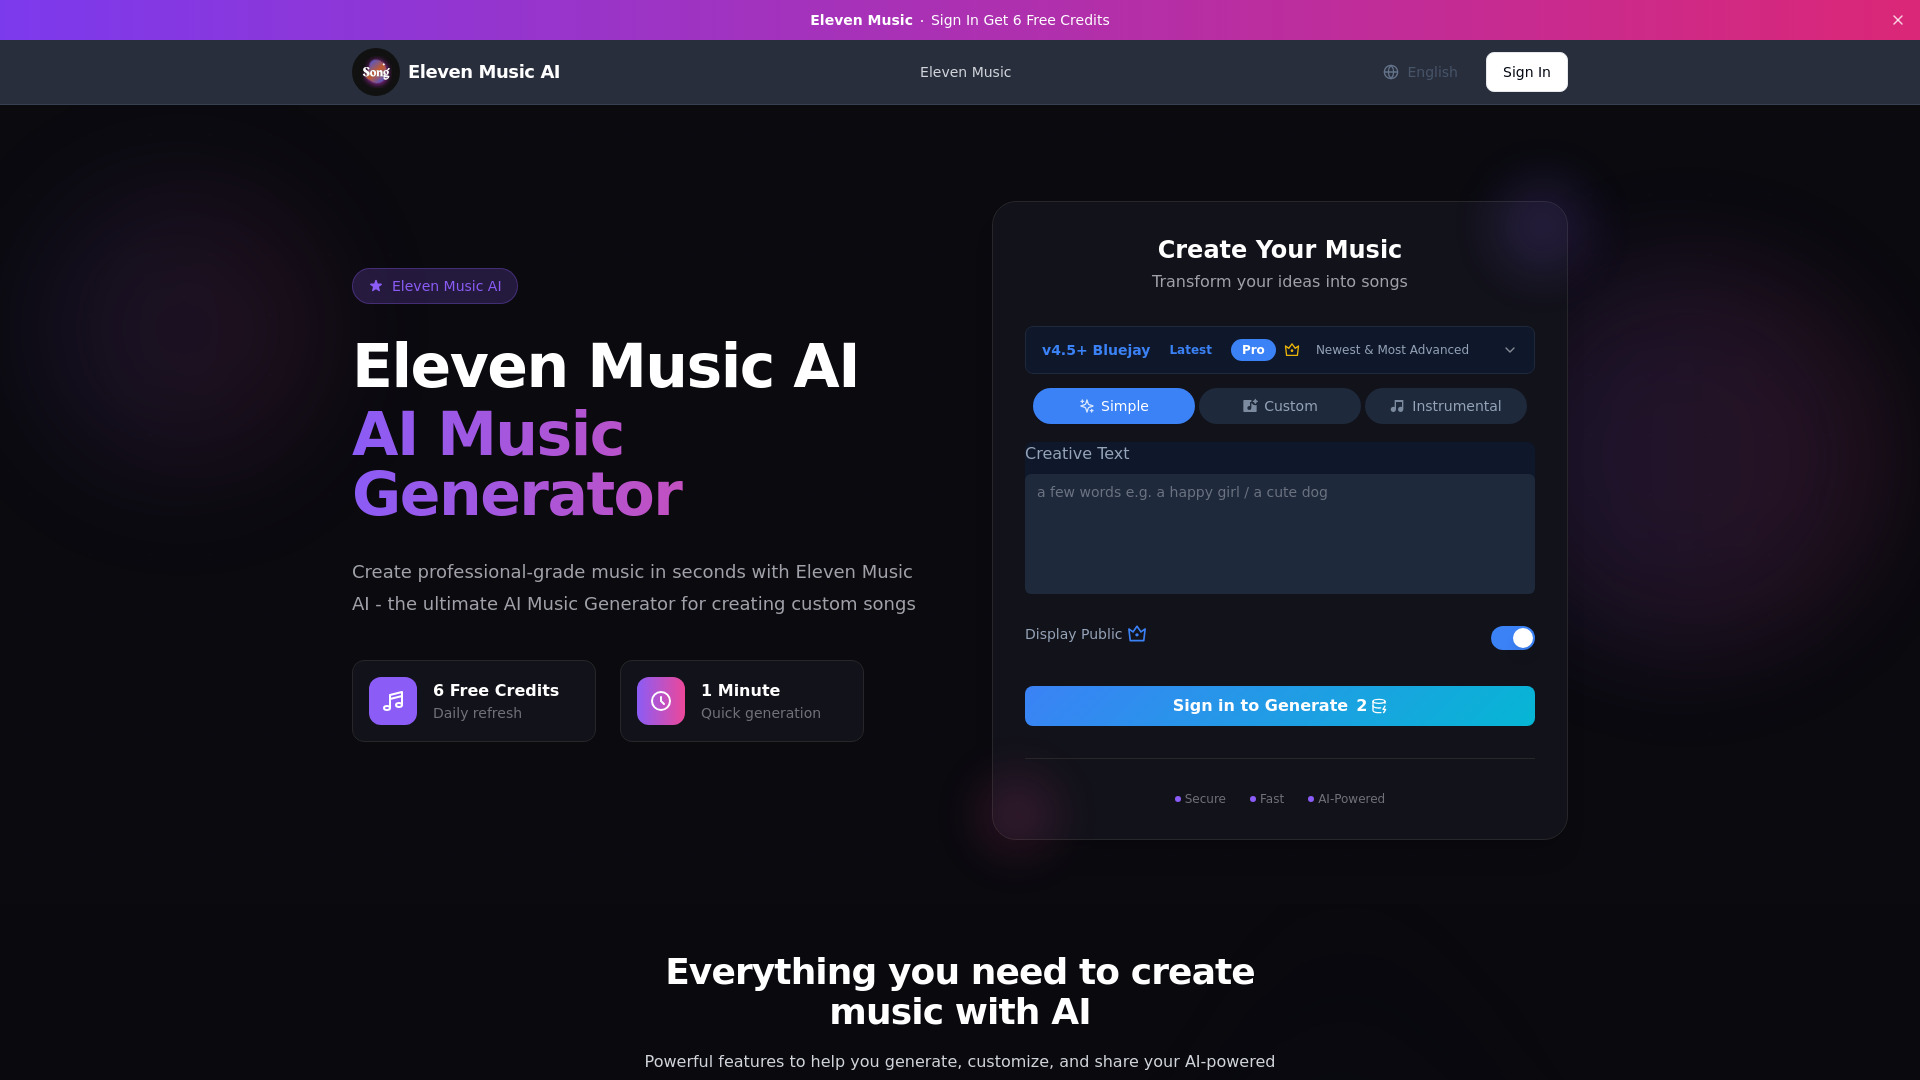 Eleven Music · Sign In Get 6 Free Credits
Song
Eleven Music AI
Eleven Music
English
Sign In
Eleven Music AI
Eleven Music AI
AI Music
Generator
Create professional-grade music in seconds with Eleven Music
AI - the ultimate AI Music Generator for creating custom songs
6 Free Credits
Daily refresh
1 Minute
Quick generation
Create Your Music
Transform your ideas into songs
v4.5+ Bluejay Latest Pro Newest & Most Advanced
Simple
Custom
Instrumental
Creative Text
a few words e.g. a happy girl / a cute dog
Display Public
Sign in to Generate 2
Secure
Fast
AI-Powered
Everything you need to create
music with AI
Powerful features to help you generate, customize, and share your AI-powered